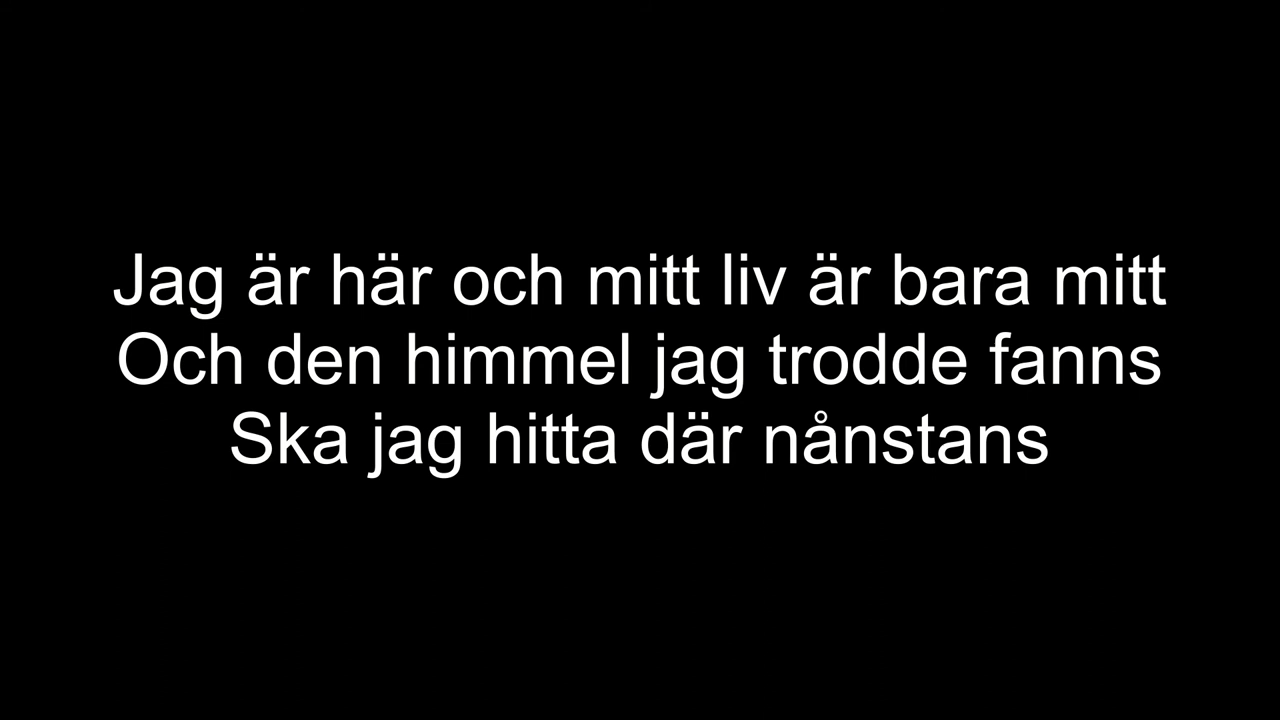 Jag är här och mitt liv är bara mitt
Och den himmel jag trodde fanns
Ska jag hitta där nånstans